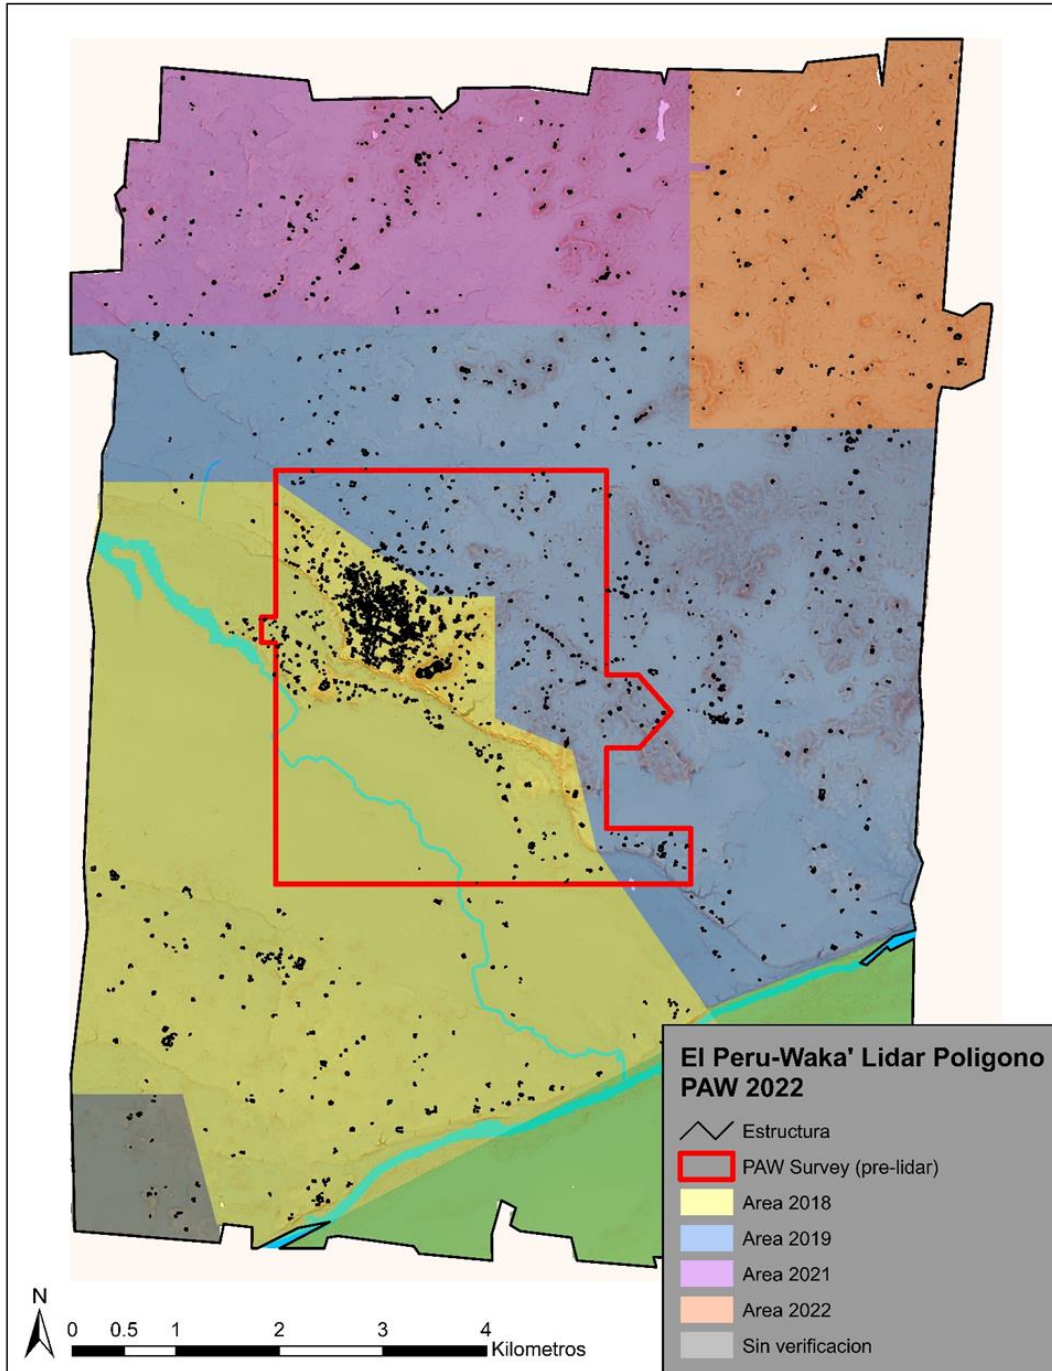 El Peru-Waka' Lidar Poligono
PAW 2022
Estructura
PAW Survey (pre-lidar)
Area 2018
Area 2019
Area 2021
Area 2022
Sin verificacion
N
0 0.5 1 2 3 4
Kilometros